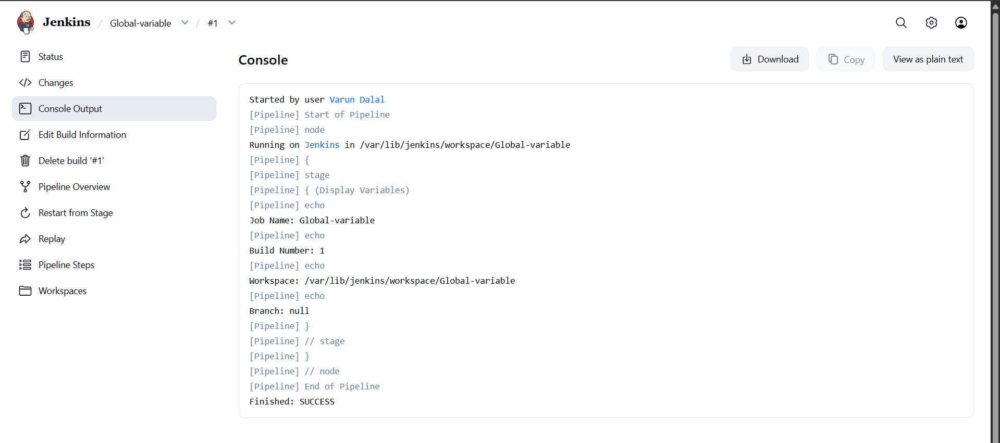 Jenkins / Global-variable / #1
Status
Changes
Console Output
Edit Build Information
Delete build ‘#1’
Pipeline Overview
Restart from Stage
Replay
Pipeline Steps
Workspaces
Console
Download
Copy
View as plain text
Started by user Varun Dalal
[Pipeline] Start of Pipeline
[Pipeline] node
Running on Jenkins in /var/lib/jenkins/workspace/Global-variable
[Pipeline] {
[Pipeline] stage
[Pipeline] { (Display Variables)
[Pipeline] echo
Job Name: Global-variable
[Pipeline] echo
Build Number: 1
[Pipeline] echo
Workspace: /var/lib/jenkins/workspace/Global-variable
[Pipeline] echo
Branch: null
[Pipeline] }
[Pipeline] // stage
[Pipeline] }
[Pipeline] // node
[Pipeline] End of Pipeline
Finished: SUCCESS